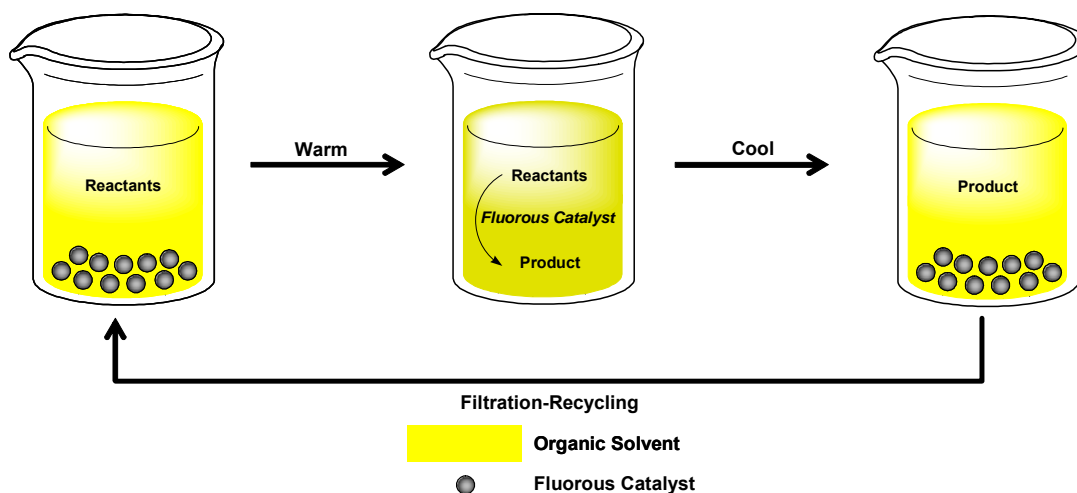 Reactants
Warm
Reactants
Fluorous Catalyst
Product
Cool
Product
Filtration-Recycling
Organic Solvent
Fluorous Catalyst